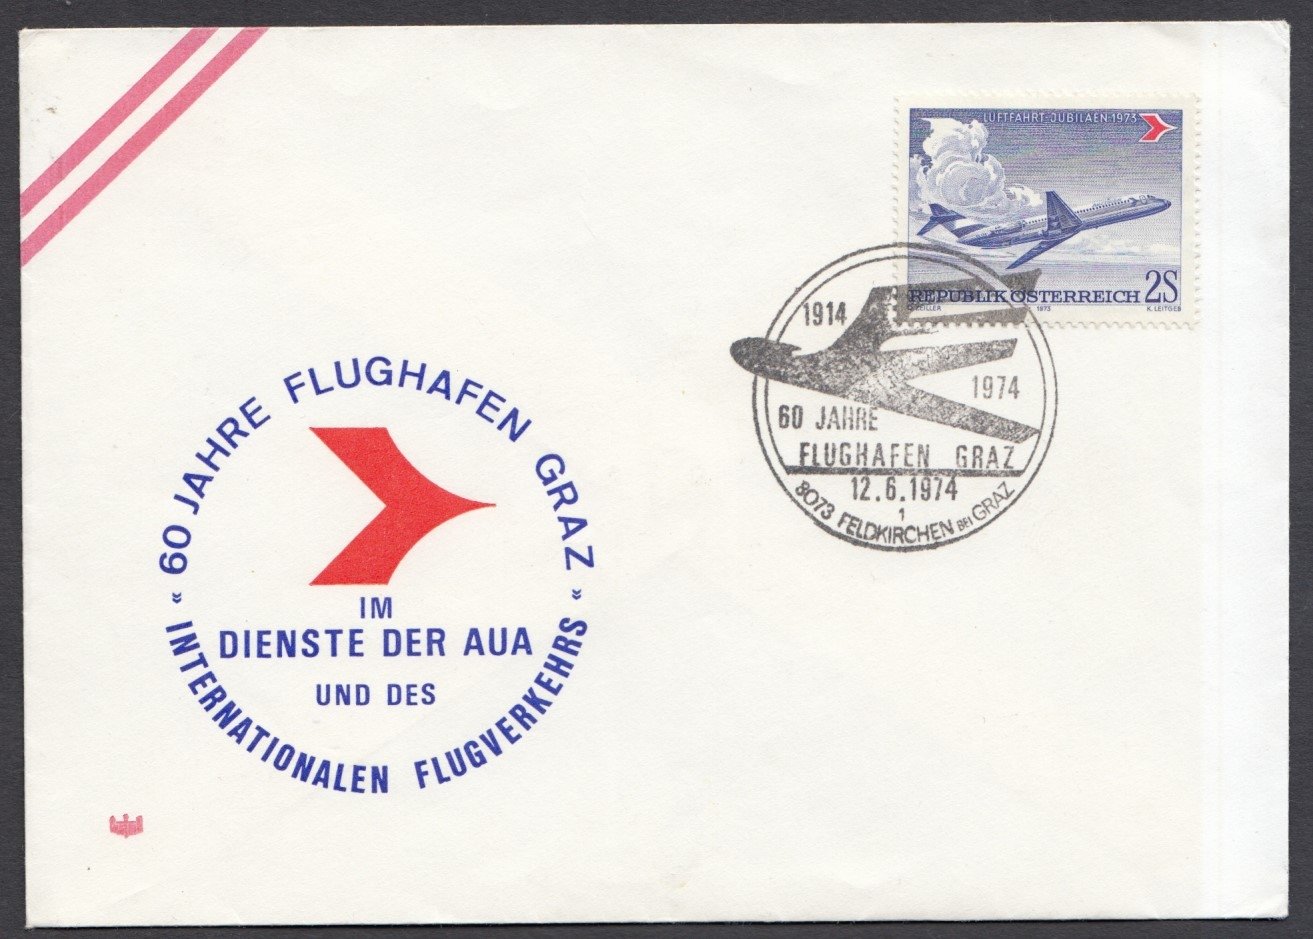 LUFTFAHRT-JUBILÄEN·1973
REPUBLIK ÖSTERREICH 2S
1973 K. LEITGEB
1914
1974
60 JAHRE
FLUGHAFEN GRAZ
12.6.1974
1
8073 FELDKIRCHEN BEI GRAZ
60 JAHRE FLUGHAFEN GRAZ
IM
DIENSTE DER AUA
UND DES
» INTERNATIONALEN FLUGVERKEHRS »